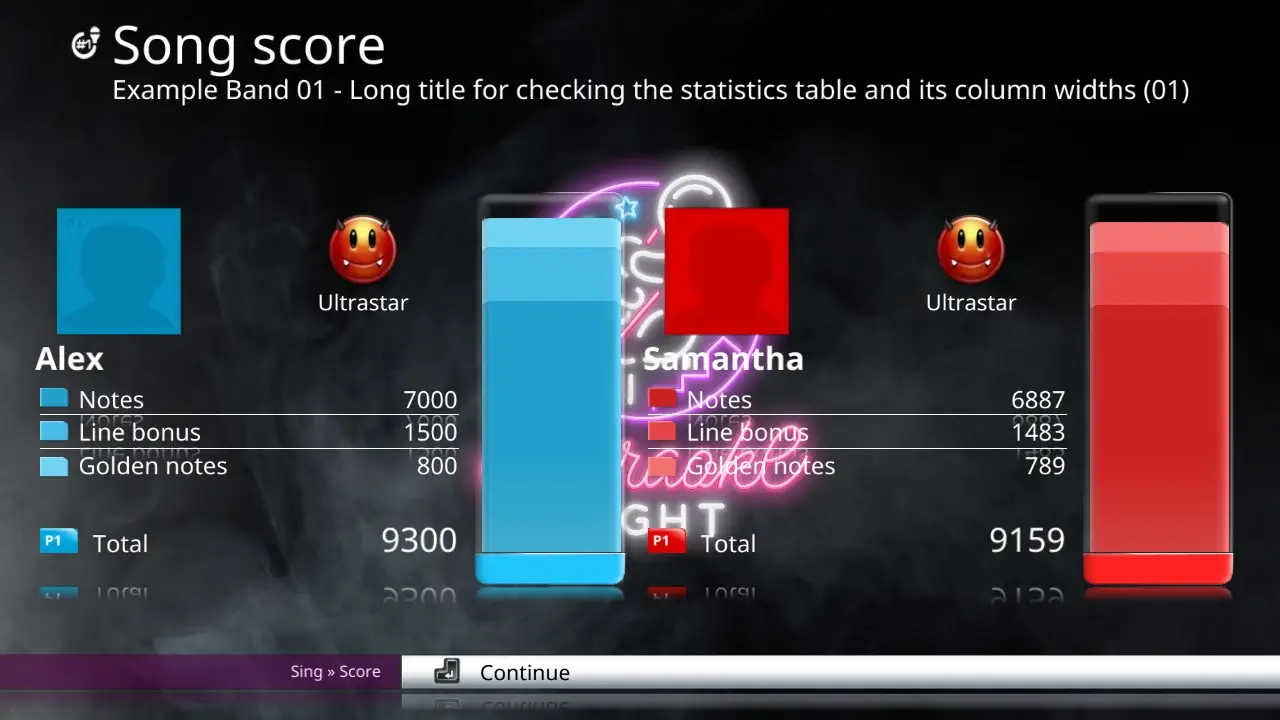 Song score
Example Band 01 - Long title for checking the statistics table and its column widths (01)
Ultrastar
Alex
Notes 7000
Line bonus 1500
Golden notes 800
P1 Total 9300
Ultrastar
Samantha
Notes 6887
Line bonus 1483
Golden notes 789
P1 Total 9159
Sing » Score
Continue